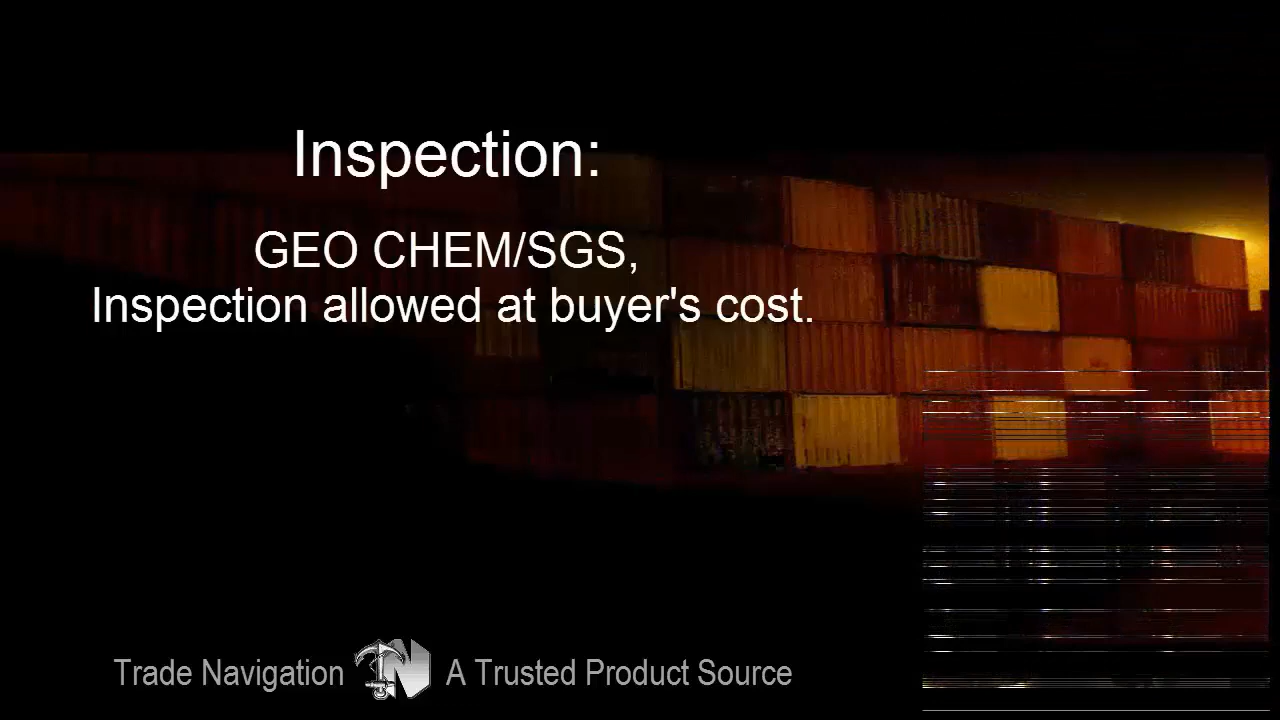 Inspection:
GEO CHEM/SGS,
Inspection allowed at buyer's cost.
Trade Navigation N A Trusted Product Source